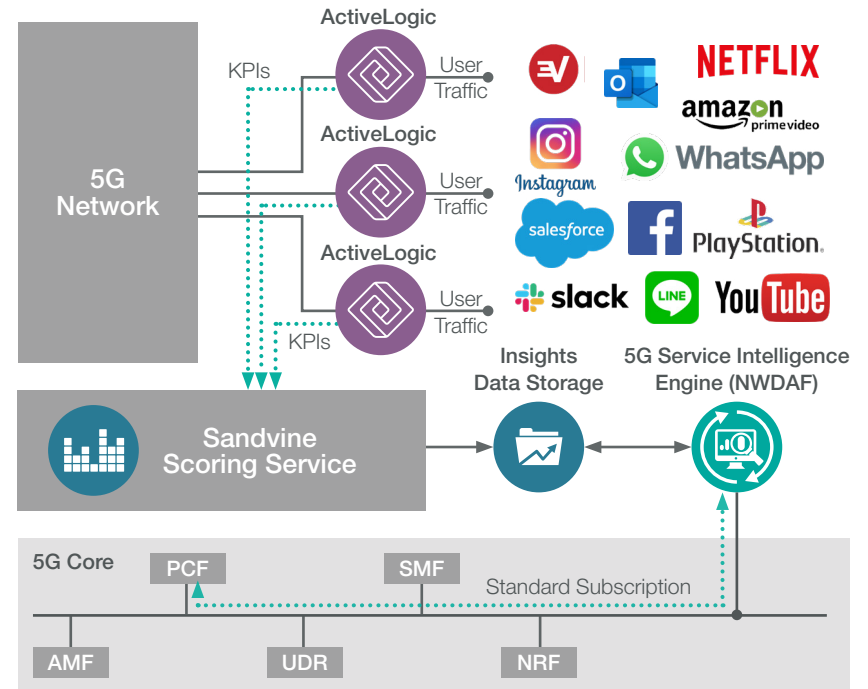 ActiveLogic
KPIs
User
Traffic
NETFLIX
amazon
prime video
ActiveLogic
5G
Network
User
Traffic
Instagram
WhatsApp
salesforce
PlayStation.
ActiveLogic
KPIs
User
Traffic
slack
LINE
YouTube
Insights
Data Storage
5G Service Intelligence
Engine (NWDAF)
Sandvine
Scoring Service
5G Core
PCF
SMF
Standard Subscription
AMF
UDR
NRF